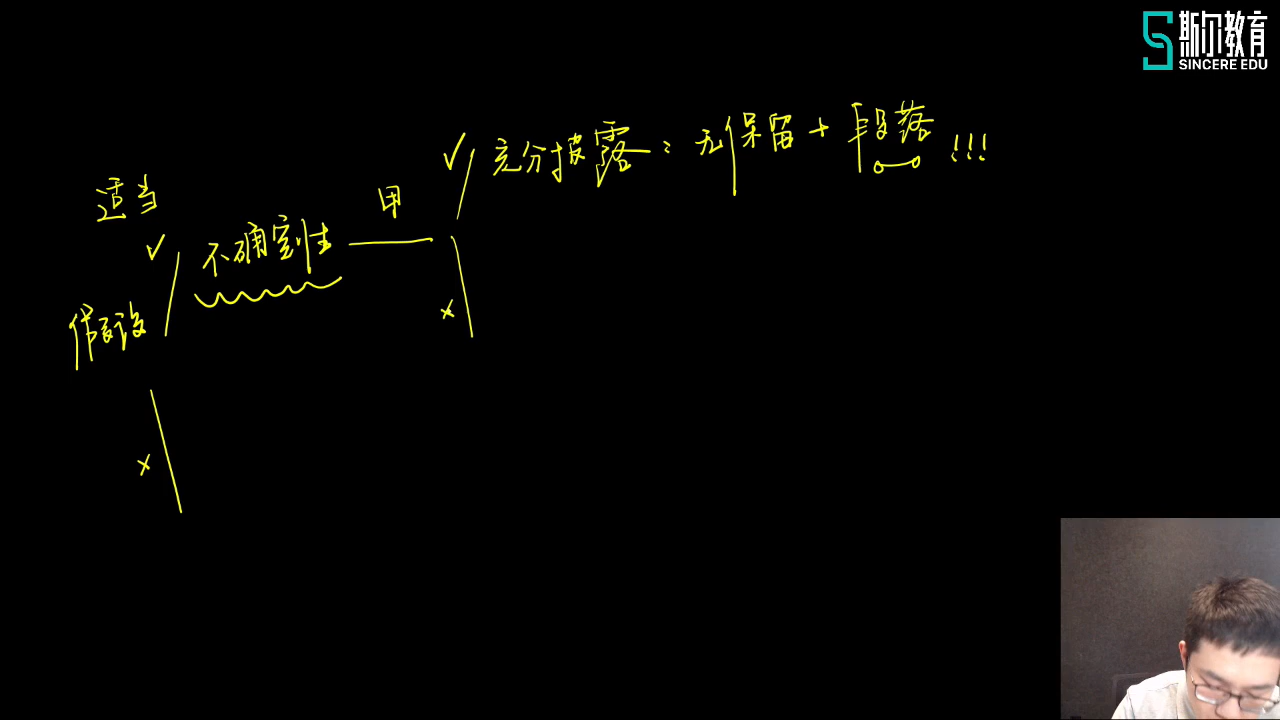 斯尔教育
SINCERE EDU
✓ 充分披露：无保留 + 段落 !!!
适当
甲
✓ 不确定性
假设
×
×